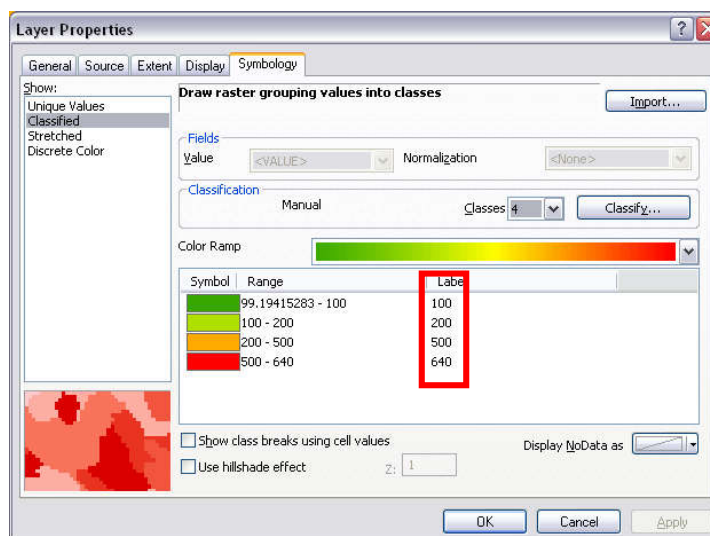 Layer Properties
General Source Extent Display Symbology
Show:
Unique Values
Classified
Stretched
Discrete Color
Draw raster grouping values into classes
Import...
Fields
Value <VALUE> Normalization <None>
Classification
Manual Classes 4 Classify...
Color Ramp
Symbol Range Labe
99.19415283 - 100 100
100 - 200 200
200 - 500 500
500 - 640 640
Show class breaks using cell values
Display NoData as
Use hillshade effect Z: 1
OK Cancel Apply